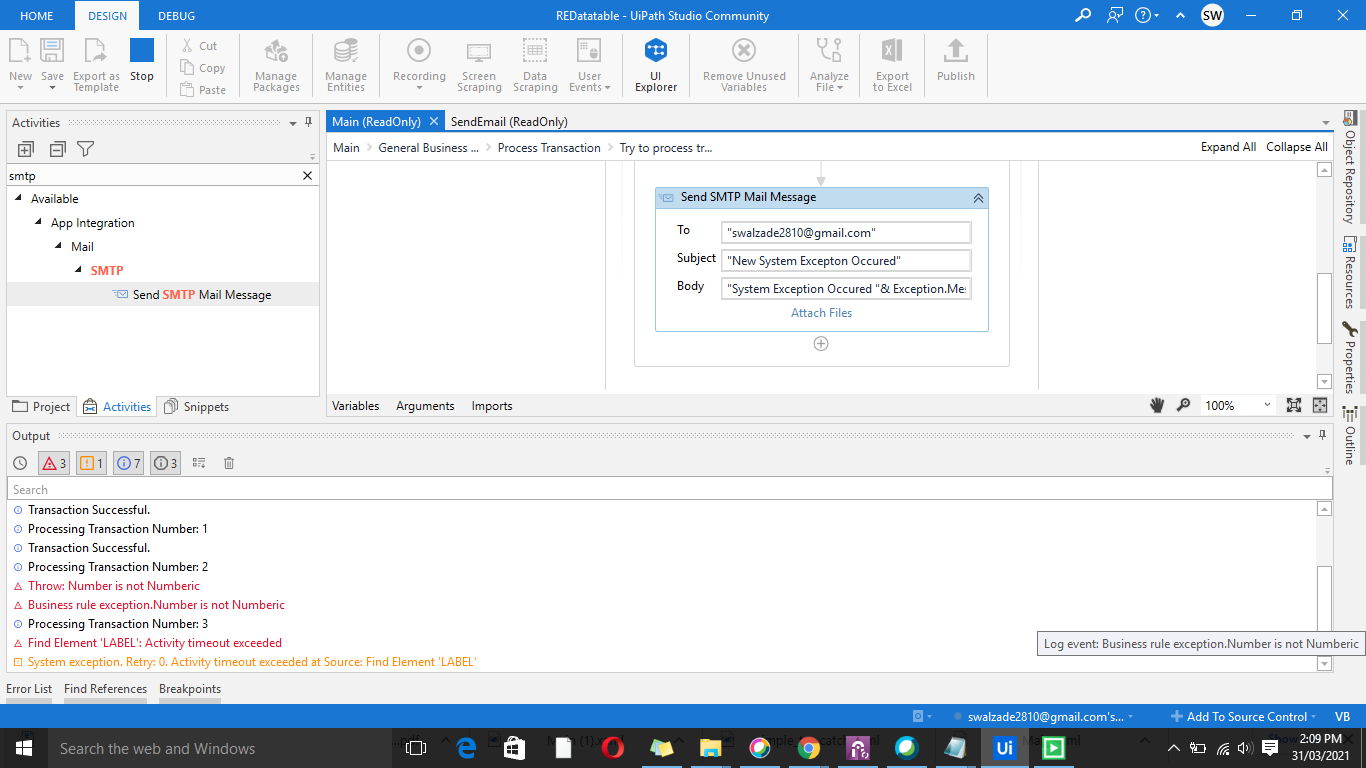 HOME DESIGN DEBUG REDatatable - UiPath Studio Community SW
New Save Export as Template Stop Cut Copy Paste Manage Packages Manage Entities Recording Screen Scraping Data Scraping User Events UI Explorer Remove Unused Variables Analyze File Export to Excel Publish
Activities
smtp
Available
App Integration
Mail
SMTP
Send SMTP Mail Message
Project Activities Snippets
Main (ReadOnly) SendEmail (ReadOnly)
Main > General Business ... > Process Transaction > Try to process tr... Expand All Collapse All
Send SMTP Mail Message
To "swalzade2810@gmail.com"
Subject "New System Excepton Occured"
Body "System Exception Occured "& Exception.Mes
Attach Files
Variables Arguments Imports 100%
Object Repository
Resources
Properties
Outline
Output
3 1 7 3
Search
Transaction Successful.
Processing Transaction Number: 1
Transaction Successful.
Processing Transaction Number: 2
Throw: Number is not Numberic
Business rule exception.Number is not Numberic
Processing Transaction Number: 3
Find Element 'LABEL': Activity timeout exceeded
Log event: Business rule exception.Number is not Numberic
System exception. Retry: 0. Activity timeout exceeded at Source: Find Element 'LABEL'
Error List Find References Breakpoints
swalzade2810@gmail.com's... Add To Source Control VB
Search the web and Windows
Ui
2:09 PM
31/03/2021